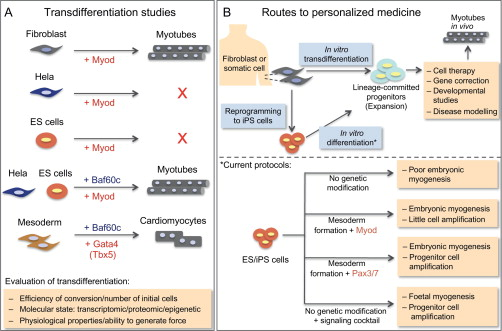 A Transdifferentiation studies
Fibroblast
+ Myod
Myotubes
Hela
+ Myod
X
ES cells
+ Myod
X
Hela
ES cells
+ Baf60c
+ Myod
Myotubes
Mesoderm
+ Baf60c
+ Gata4
(Tbx5)
Cardiomyocytes
Evaluation of transdifferentiation:
– Efficiency of conversion/number of initial cells
– Molecular state: transcriptomic/proteomic/epigenetic
– Physiological properties/ability to generate force
B Routes to personalized medicine
Fibroblast or
somatic cell
In vitro
transdifferentiation
Lineage-committed
progenitors
(Expansion)
Myotubes
in vivo
– Cell therapy
– Gene correction
– Developmental
studies
– Disease modelling
Reprogramming
to iPS cells
In vitro
differentiation*
*Current protocols:
ES/iPS cells
No genetic
modification
– Poor embryonic
myogenesis
Mesoderm
formation + Myod
– Embryonic myogenesis
– Little cell amplification
Mesoderm
formation + Pax3/7
– Embryonic myogenesis
– Progenitor cell
amplification
No genetic modification
+ signaling cocktail
– Foetal myogenesis
– Progenitor cell
amplification